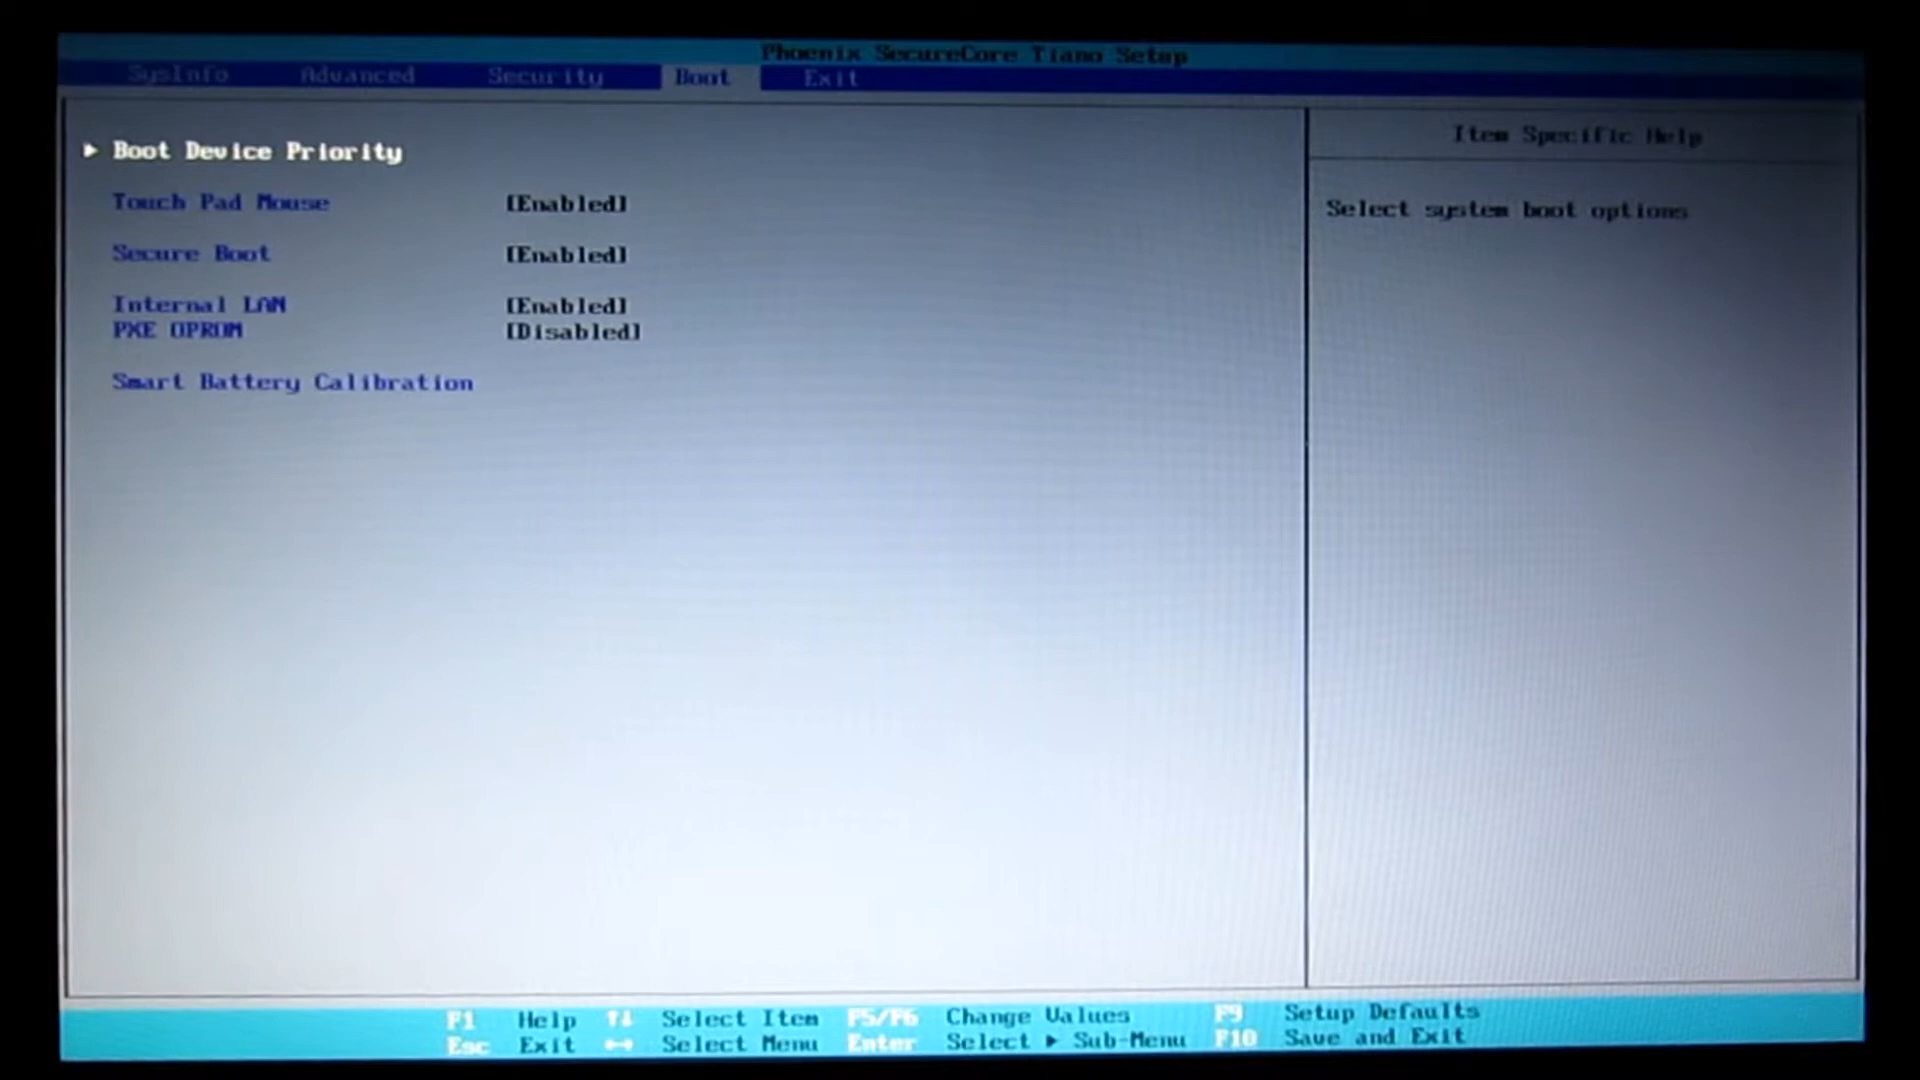 Phoenix SecureCore Tiano Setup
SysInfo Advanced Security Boot Exit
Item Specific Help
► Boot Device Priority
Touch Pad Mouse [Enabled]
Select system boot options
Secure Boot [Enabled]
Internal LAN [Enabled]
PXE OPROM [Disabled]
Smart Battery Calibration
F1 Help ↑↓ Select Item F5/F6 Change Values F9 Setup Defaults
Esc Exit ↔ Select Menu Enter Select ► Sub-Menu F10 Save and Exit